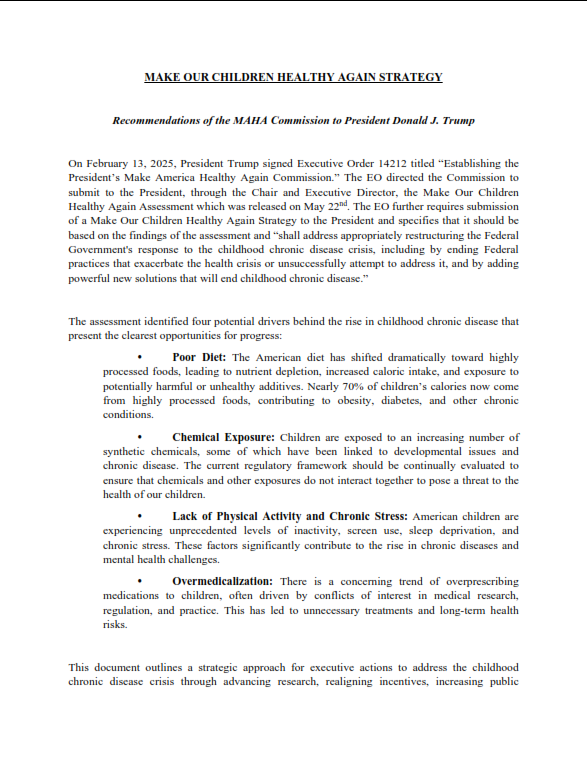 MAKE OUR CHILDREN HEALTHY AGAIN STRATEGY
Recommendations of the MAHA Commission to President Donald J. Trump
On February 13, 2025, President Trump signed Executive Order 14212 titled “Establishing the
President’s Make America Healthy Again Commission.” The EO directed the Commission to
submit to the President, through the Chair and Executive Director, the Make Our Children
Healthy Again Assessment which was released on May 22nd. The EO further requires submission
of a Make Our Children Healthy Again Strategy to the President and specifies that it should be
based on the findings of the assessment and “shall address appropriately restructuring the Federal
Government's response to the childhood chronic disease crisis, including by ending Federal
practices that exacerbate the health crisis or unsuccessfully attempt to address it, and by adding
powerful new solutions that will end childhood chronic disease.”
The assessment identified four potential drivers behind the rise in childhood chronic disease that
present the clearest opportunities for progress:
• Poor Diet: The American diet has shifted dramatically toward highly
processed foods, leading to nutrient depletion, increased caloric intake, and exposure to
potentially harmful or unhealthy additives. Nearly 70% of children’s calories now come
from highly processed foods, contributing to obesity, diabetes, and other chronic
conditions.
• Chemical Exposure: Children are exposed to an increasing number of
synthetic chemicals, some of which have been linked to developmental issues and
chronic disease. The current regulatory framework should be continually evaluated to
ensure that chemicals and other exposures do not interact together to pose a threat to the
health of our children.
• Lack of Physical Activity and Chronic Stress: American children are
experiencing unprecedented levels of inactivity, screen use, sleep deprivation, and
chronic stress. These factors significantly contribute to the rise in chronic diseases and
mental health challenges.
• Overmedicalization: There is a concerning trend of overprescribing
medications to children, often driven by conflicts of interest in medical research,
regulation, and practice. This has led to unnecessary treatments and long-term health
risks.
This document outlines a strategic approach for executive actions to address the childhood
chronic disease crisis through advancing research, realigning incentives, increasing public